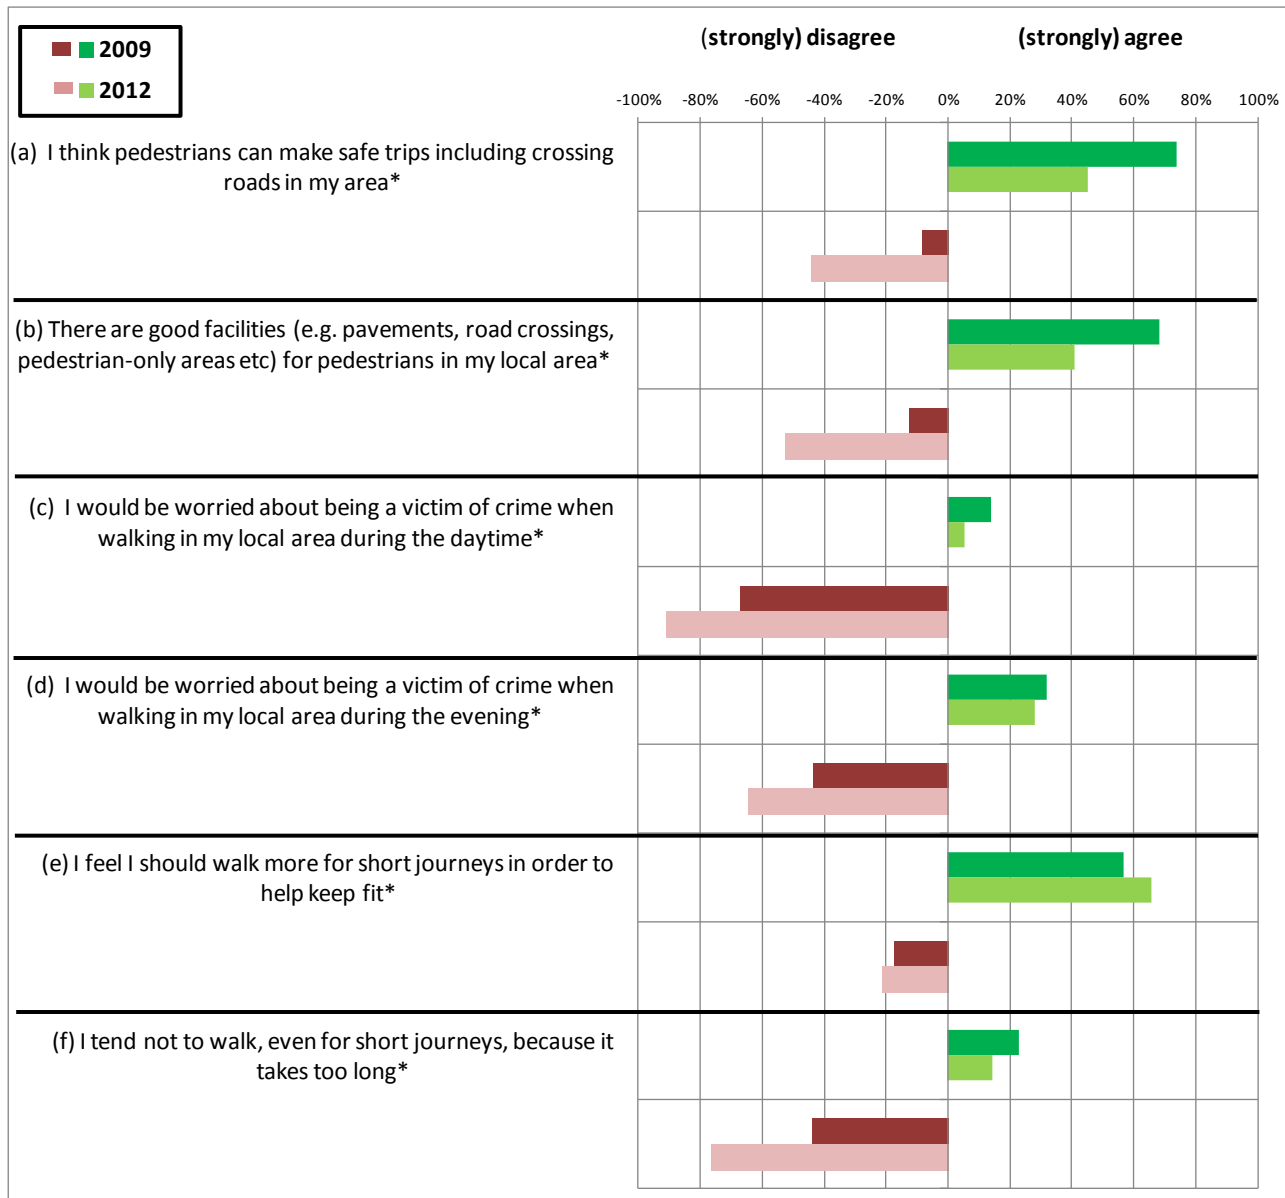 2009
2012
(strongly) disagree
(strongly) agree
-100% -80% -60% -40% -20% 0% 20% 40% 60% 80% 100%
(a) I think pedestrians can make safe trips including crossing
roads in my area*
(b) There are good facilities (e.g. pavements, road crossings,
pedestrian-only areas etc) for pedestrians in my local area*
(c) I would be worried about being a victim of crime when
walking in my local area during the daytime*
(d) I would be worried about being a victim of crime when
walking in my local area during the evening*
(e) I feel I should walk more for short journeys in order to
help keep fit*
(f) I tend not to walk, even for short journeys, because it
takes too long*